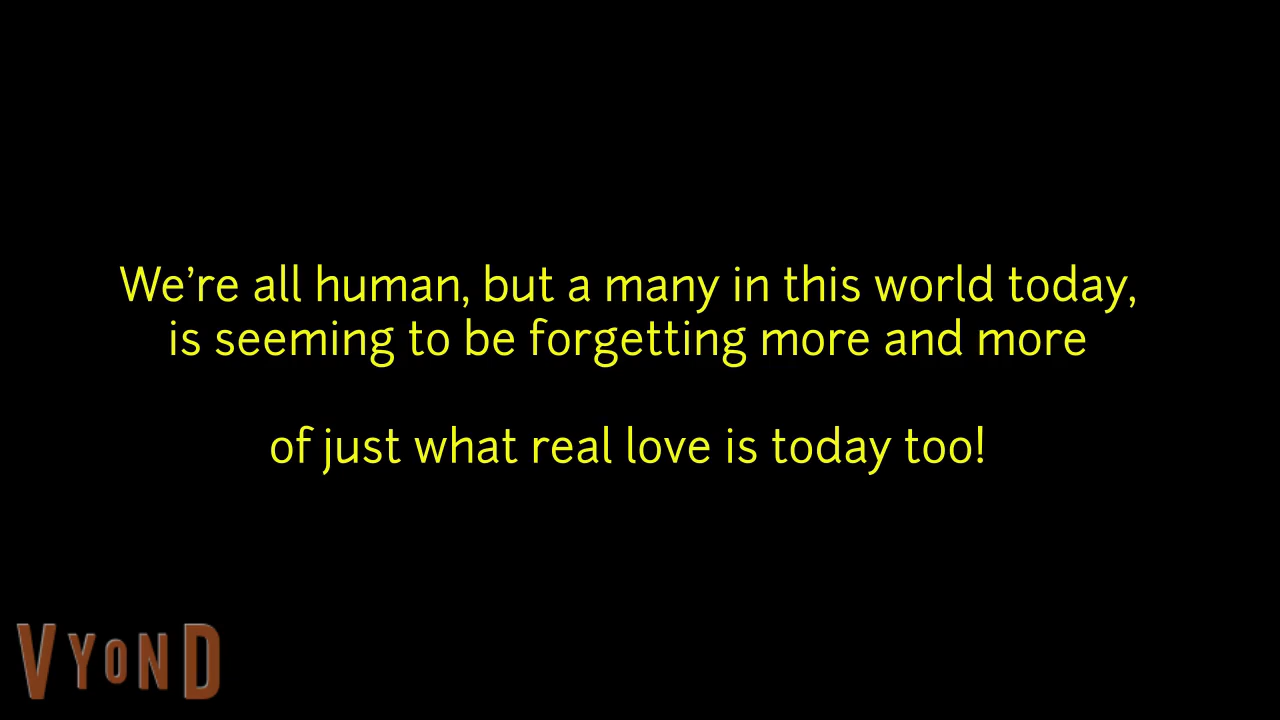 We’re all human, but a many in this world today,
is seeming to be forgetting more and more
of just what real love is today too!
VYOND